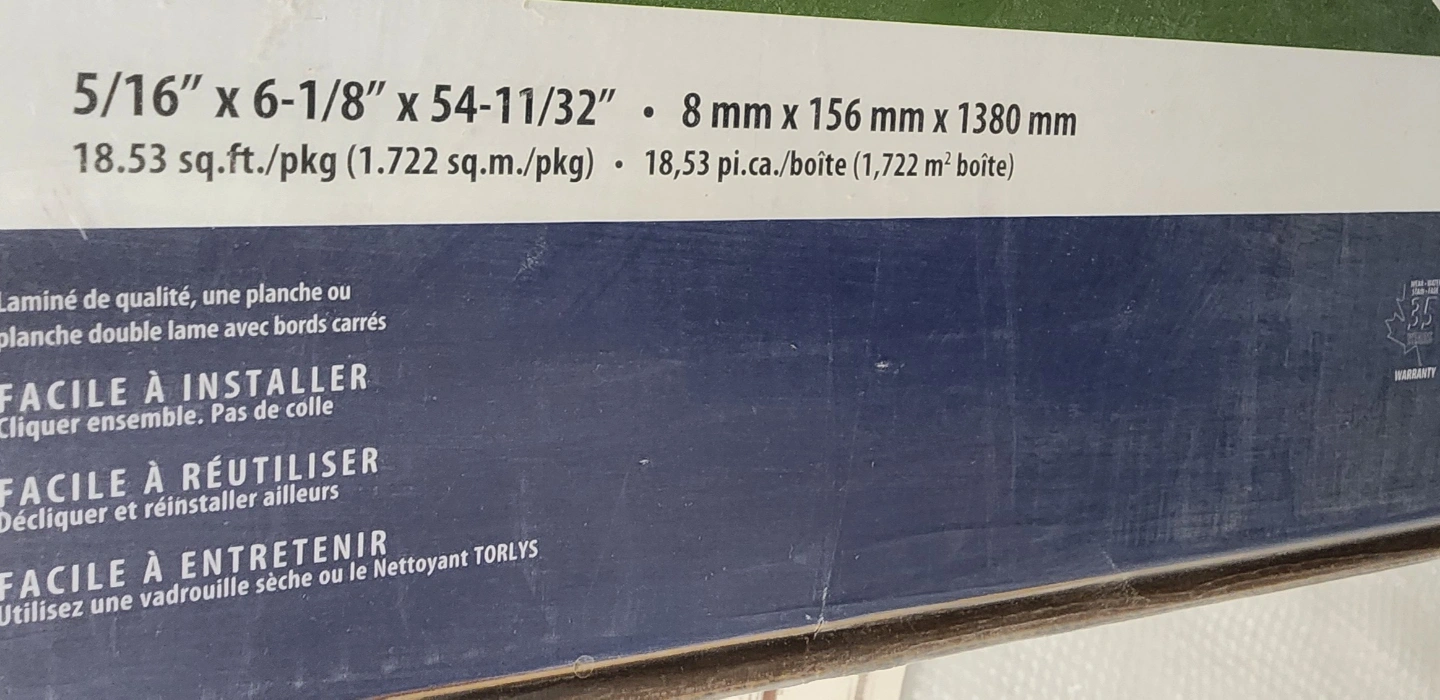 5/16” x 6-1/8” x 54-11/32” • 8 mm x 156 mm x 1380 mm
18.53 sq.ft./pkg (1.722 sq.m./pkg) • 18,53 pi.ca./boîte (1,722 m² boîte)
Laminé de qualité, une planche ou
planche double lame avec bords carrés
FACILE À INSTALLER
Cliquer ensemble. Pas de colle
FACILE À RÉUTILISER
Décliquer et réinstaller ailleurs
FACILE À ENTRETENIR
Utilisez une vadrouille sèche ou le Nettoyant TORLYS
35
WARRANTY